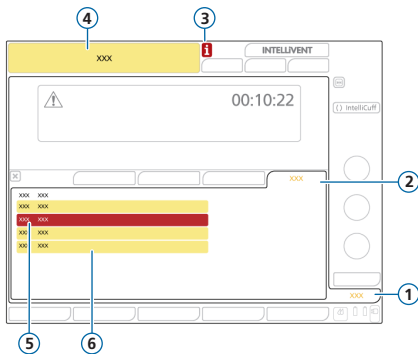 4
3
xxx
i
INTELLIVENT
00:10:22
() IntelliCuff
xxx
2
xxx xxx
xxx xxx
xxx xxx
xxx xxx
xxx xxx
xxx
1
5
6